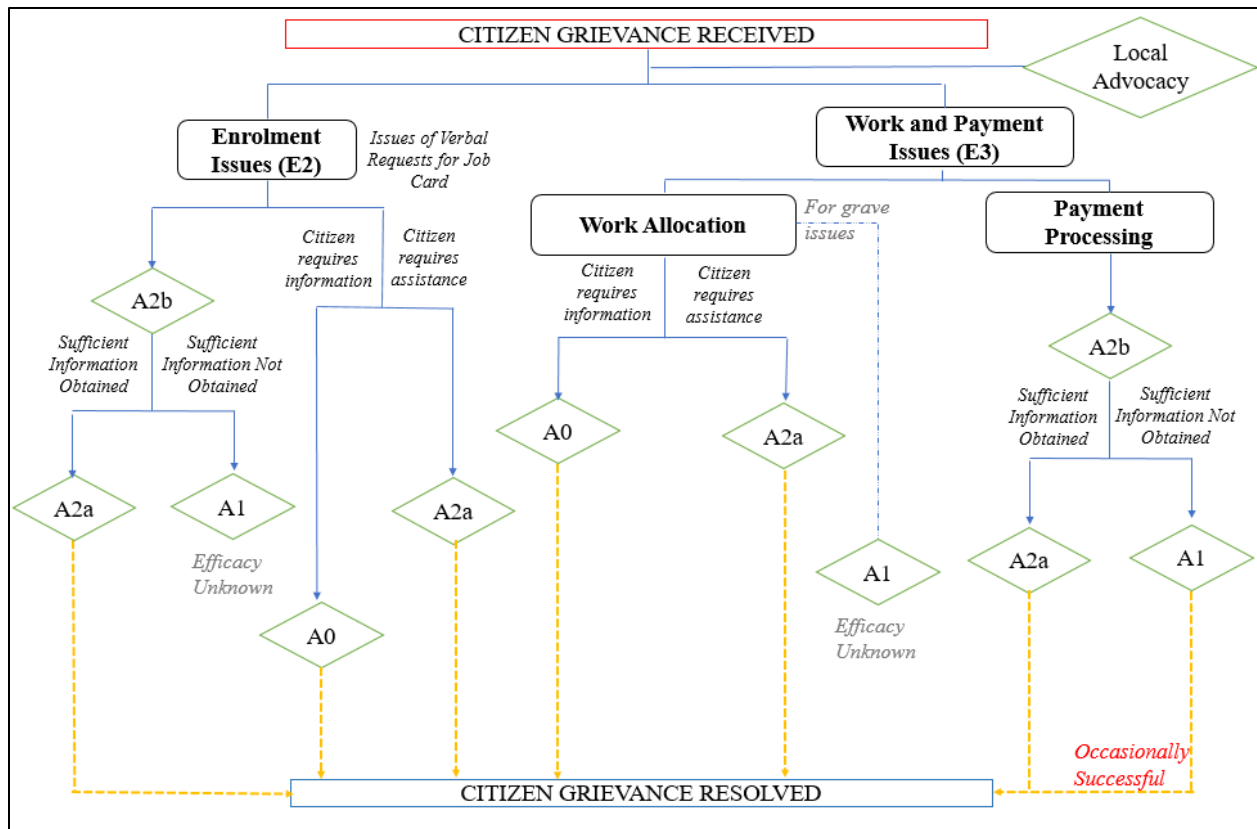 CITIZEN GRIEVANCE RECEIVED
Local
Advocacy
Enrolment
Issues (E2)
Issues of Verbal
Requests for Job
Card
Work and Payment
Issues (E3)
Citizen
requires
information
Citizen
requires
assistance
A2b
Sufficient
Information
Obtained
Sufficient
Information Not
Obtained
A2a
A1
Efficacy
Unknown
A0
A2a
Work Allocation
For grave
issues
Citizen
requires
information
Citizen
requires
assistance
A0
A2a
A1
Efficacy
Unknown
Payment
Processing
A2b
Sufficient
Information
Obtained
Sufficient
Information Not
Obtained
A2a
A1
Occasionally
Successful
CITIZEN GRIEVANCE RESOLVED